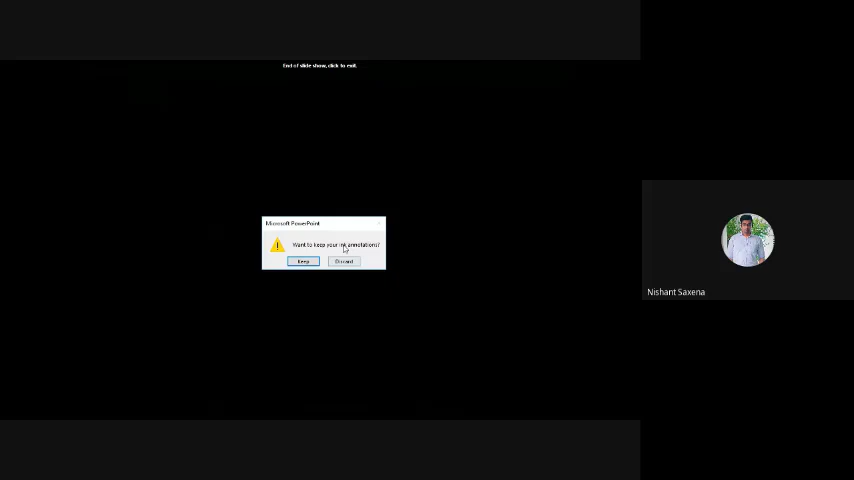 End of slide show, click to exit.
Microsoft PowerPoint
Want to keep your ink annotations?
Keep
Discard
Nishant Saxena